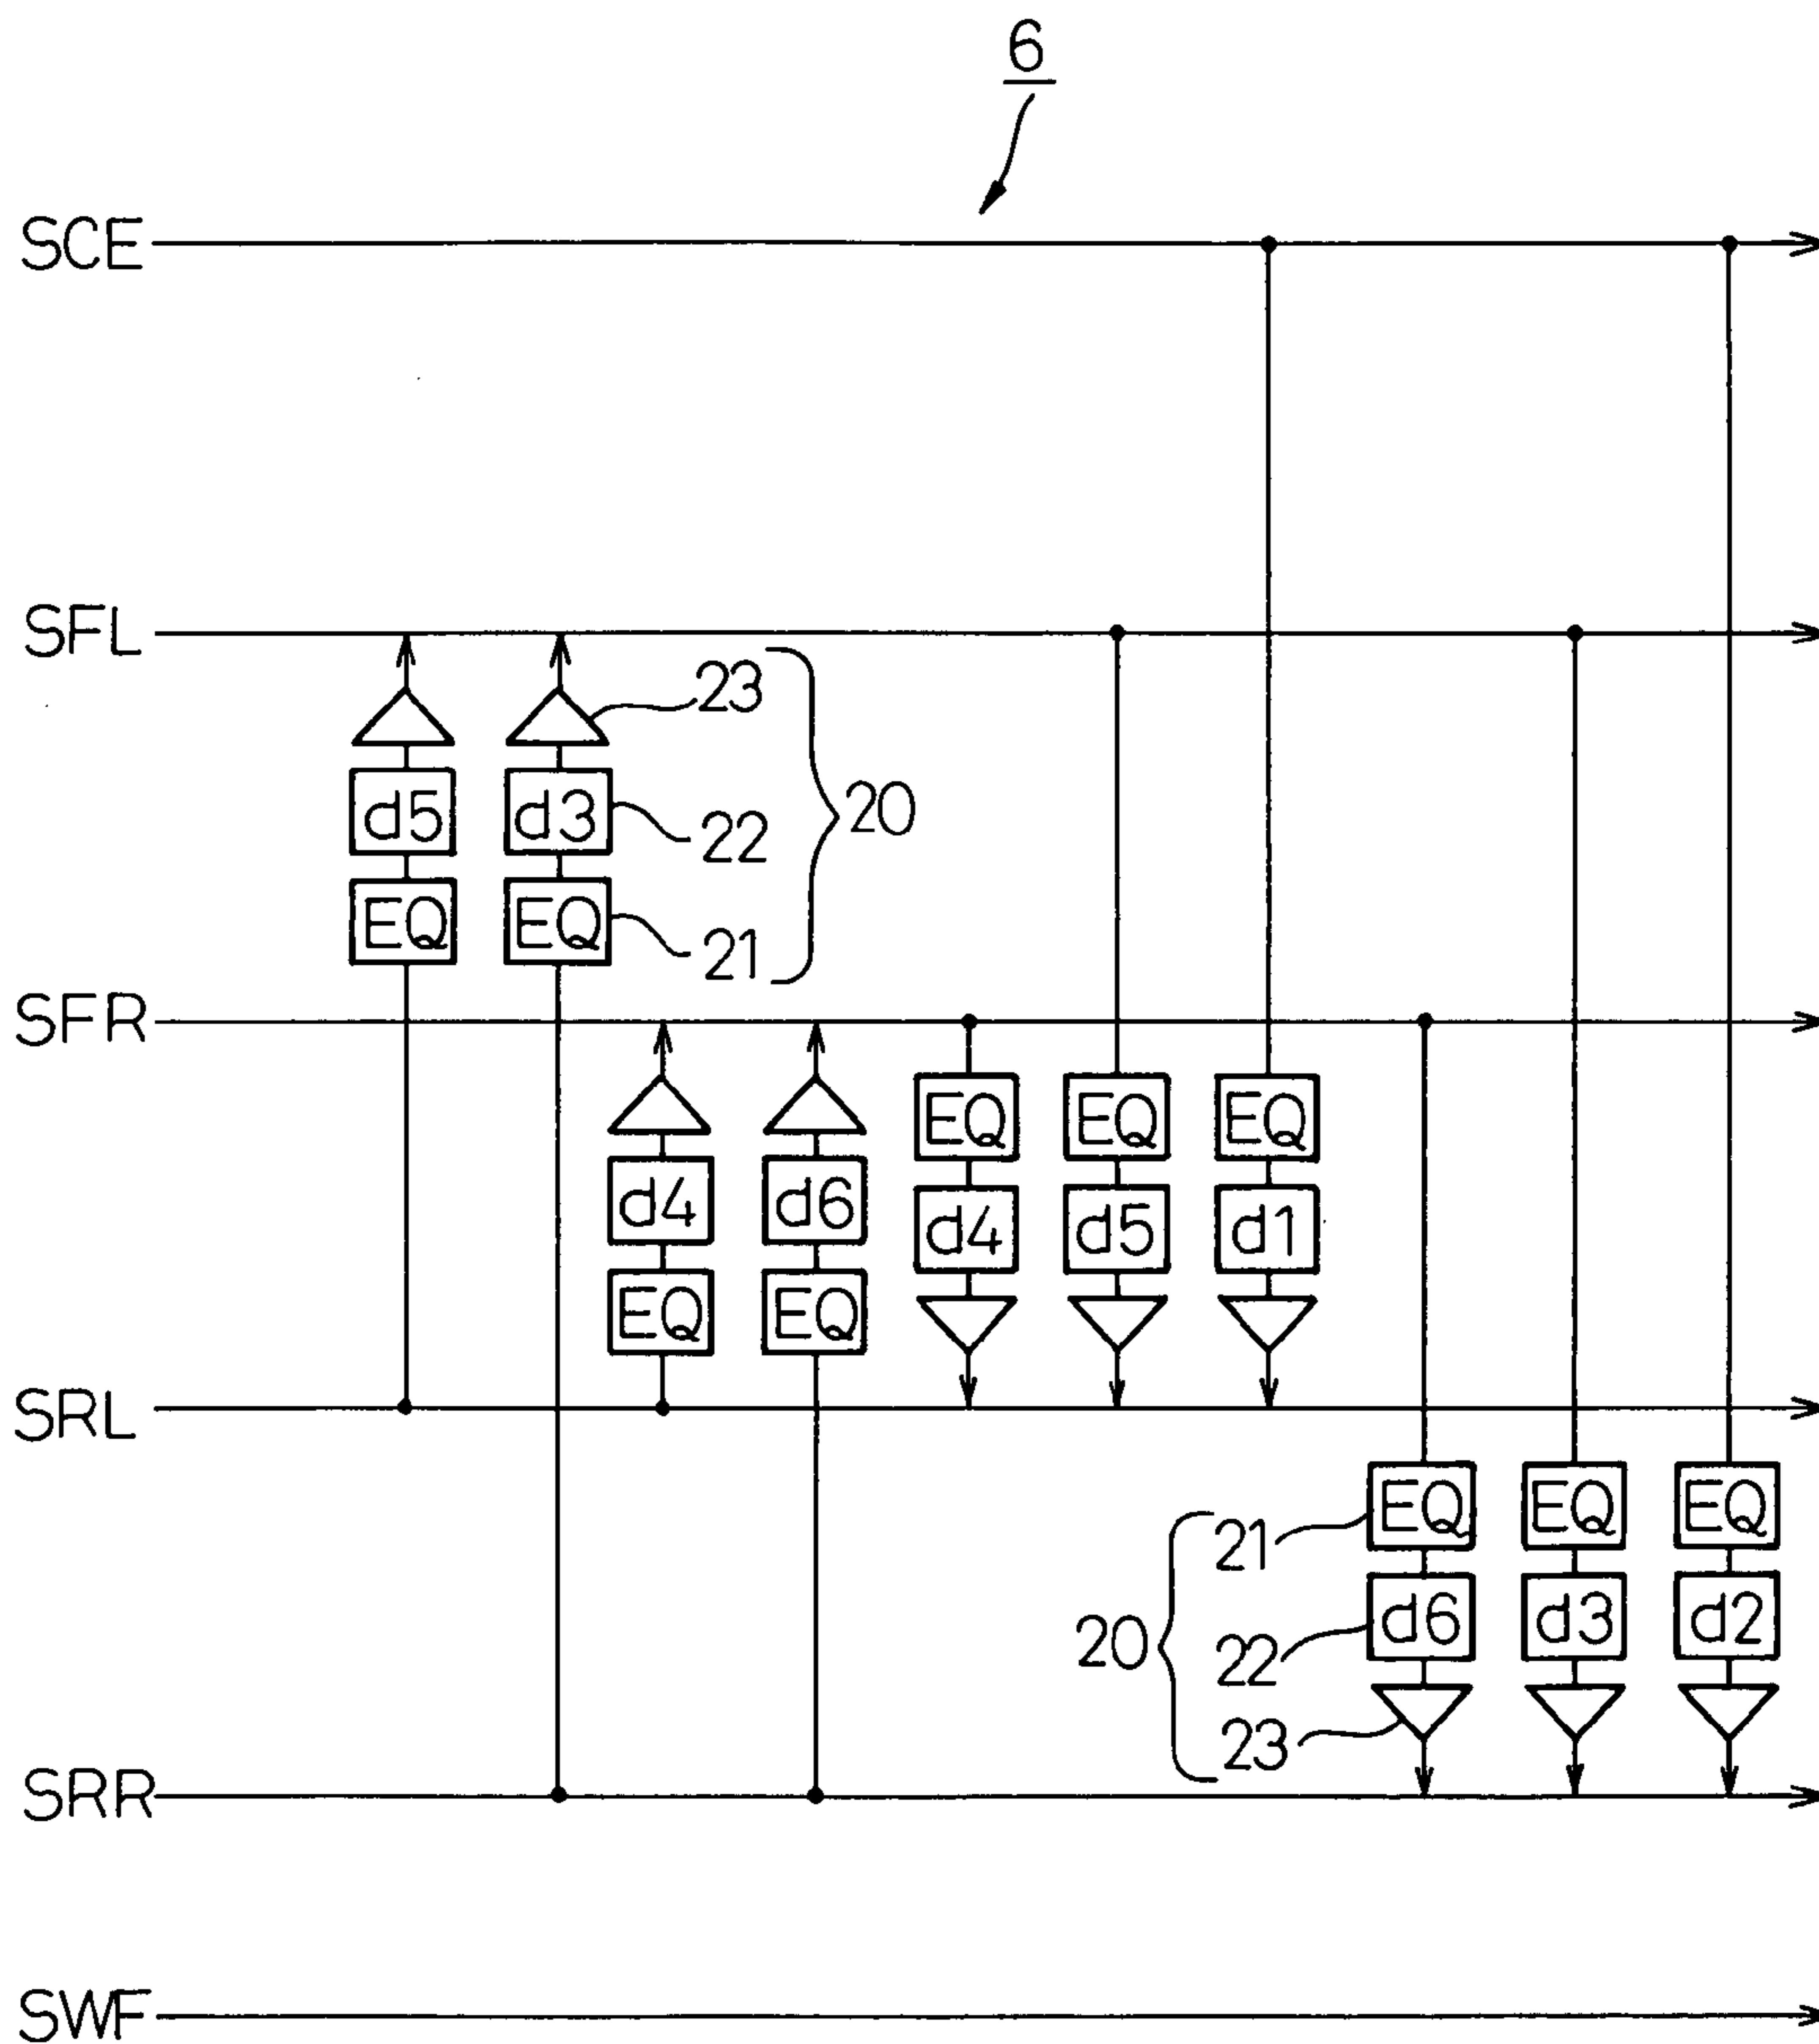 6
SCE
SFL
23
d5 d3 22 20
EQ EQ 21
SFR
EQ EQ EQ
d4 d6 d4 d5 d1
EQ EQ
SRL
21 EQ EQ EQ
20 22 d6 d3 d2
23
SRR
SWF